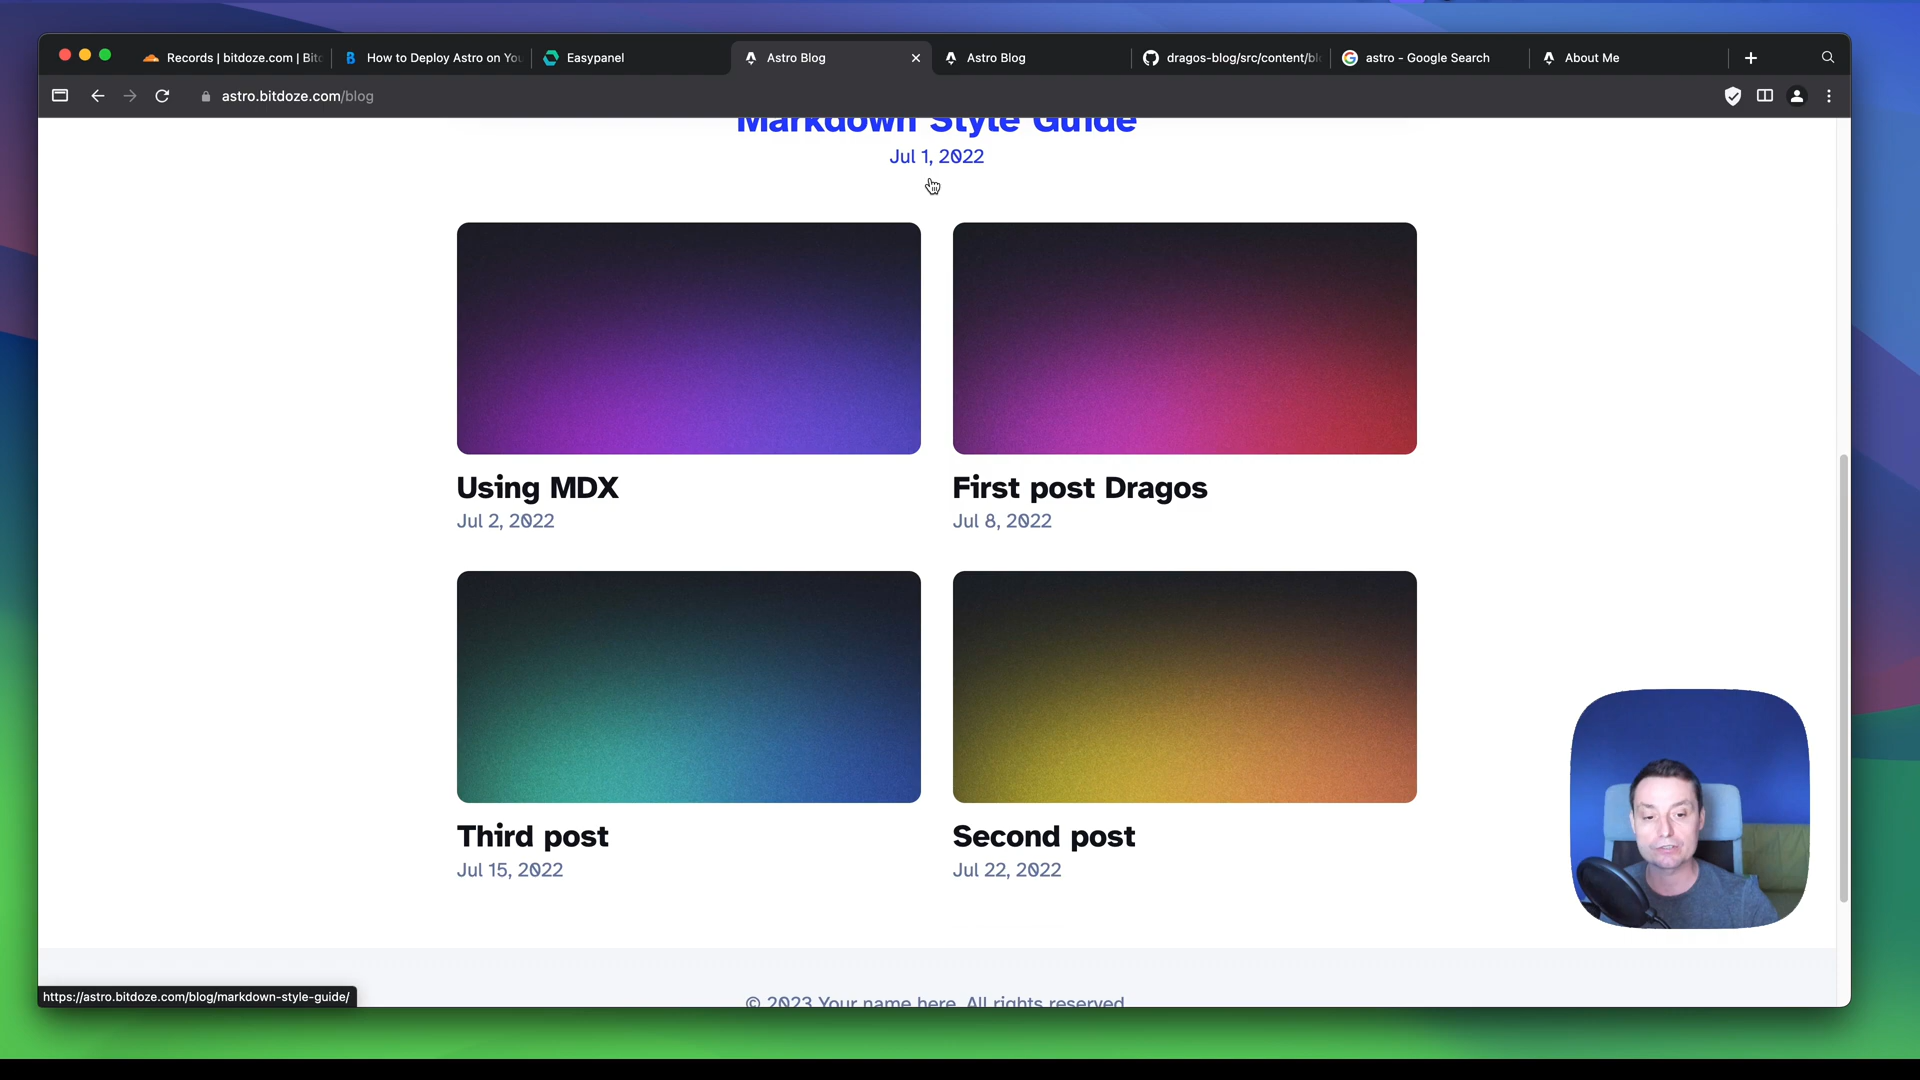 Records | bitdoze.com | Bitc
How to Deploy Astro on You
Easypanel
Astro Blog
Astro Blog
dragos-blog/src/content/blo
astro - Google Search
About Me
astro.bitdoze.com/blog
Markdown Style Guide
Jul 1, 2022
Using MDX
Jul 2, 2022
First post Dragos
Jul 8, 2022
Third post
Jul 15, 2022
Second post
Jul 22, 2022
© 2023 Your name here. All rights reserved.
https://astro.bitdoze.com/blog/markdown-style-guide/